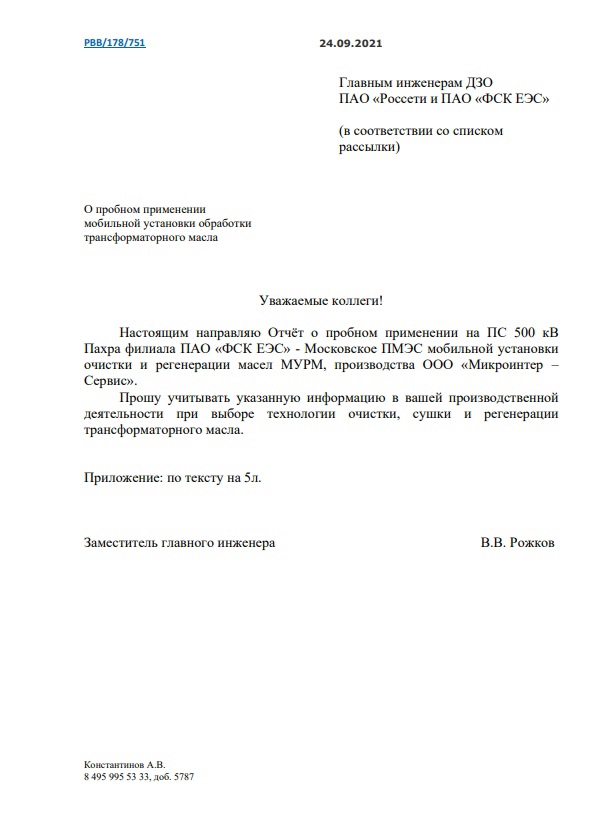 РВВ/178/751
24.09.2021
Главным инженерам ДЗО
ПАО «Россети и ПАО «ФСК ЕЭС»
(в соответствии со списком
рассылки)
О пробном применении
мобильной установки обработки
трансформаторного масла
Уважаемые коллеги!
Настоящим направляю Отчёт о пробном применении на ПС 500 кВ
Пахра филиала ПАО «ФСК ЕЭС» - Московское ПМЭС мобильной установки
очистки и регенерации масел МУРМ, производства ООО «Микроинтер –
Сервис».
Прошу учитывать указанную информацию в вашей производственной
деятельности при выборе технологии очистки, сушки и регенерации
трансформаторного масла.
Приложение: по тексту на 5л.
Заместитель главного инженера
В.В. Рожков
Константинов А.В.
8 495 995 53 33, доб. 5787